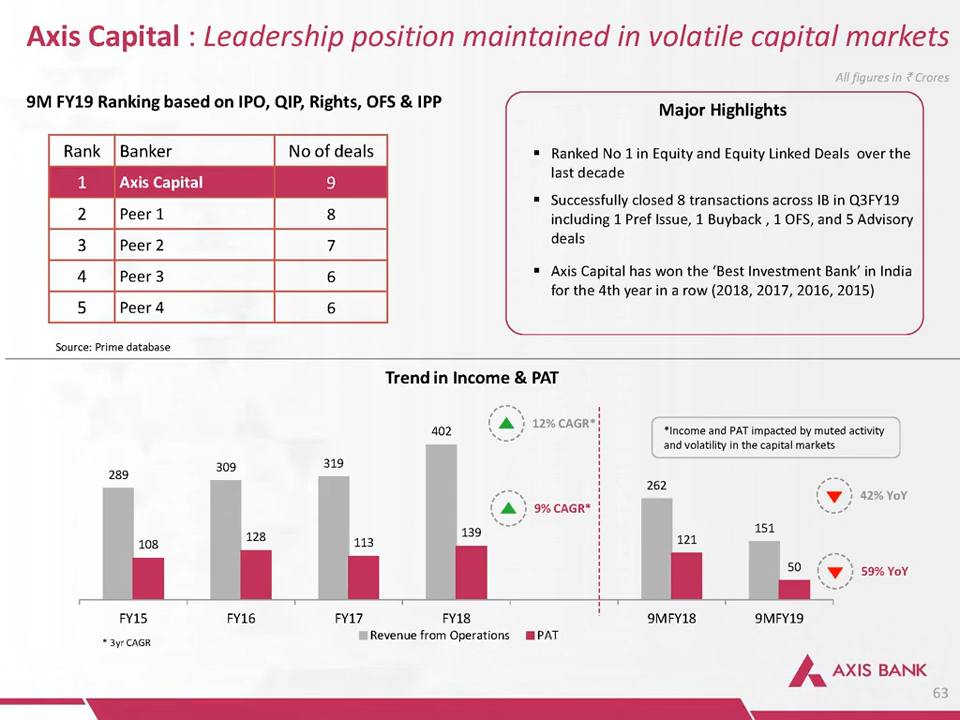 Axis Capital : Leadership position maintained in volatile capital markets
All figures in ₹ Crores
9M FY19 Ranking based on IPO, QIP, Rights, OFS & IPP
Rank Banker No of deals
1 Axis Capital 9
2 Peer 1 8
3 Peer 2 7
4 Peer 3 6
5 Peer 4 6
Source: Prime database
Major Highlights
▪ Ranked No 1 in Equity and Equity Linked Deals over the
last decade
▪ Successfully closed 8 transactions across IB in Q3FY19
including 1 Pref Issue, 1 Buyback , 1 OFS, and 5 Advisory
deals
▪ Axis Capital has won the ‘Best Investment Bank’ in India
for the 4th year in a row (2018, 2017, 2016, 2015)
Trend in Income & PAT
289 108
309 128
319 113
402 139
12% CAGR*
9% CAGR*
*Income and PAT impacted by muted activity
and volatility in the capital markets
262 121
151 50
42% YoY
59% YoY
FY15 FY16 FY17 FY18 9MFY18 9MFY19
* 3yr CAGR
Revenue from Operations PAT
AXIS BANK
63